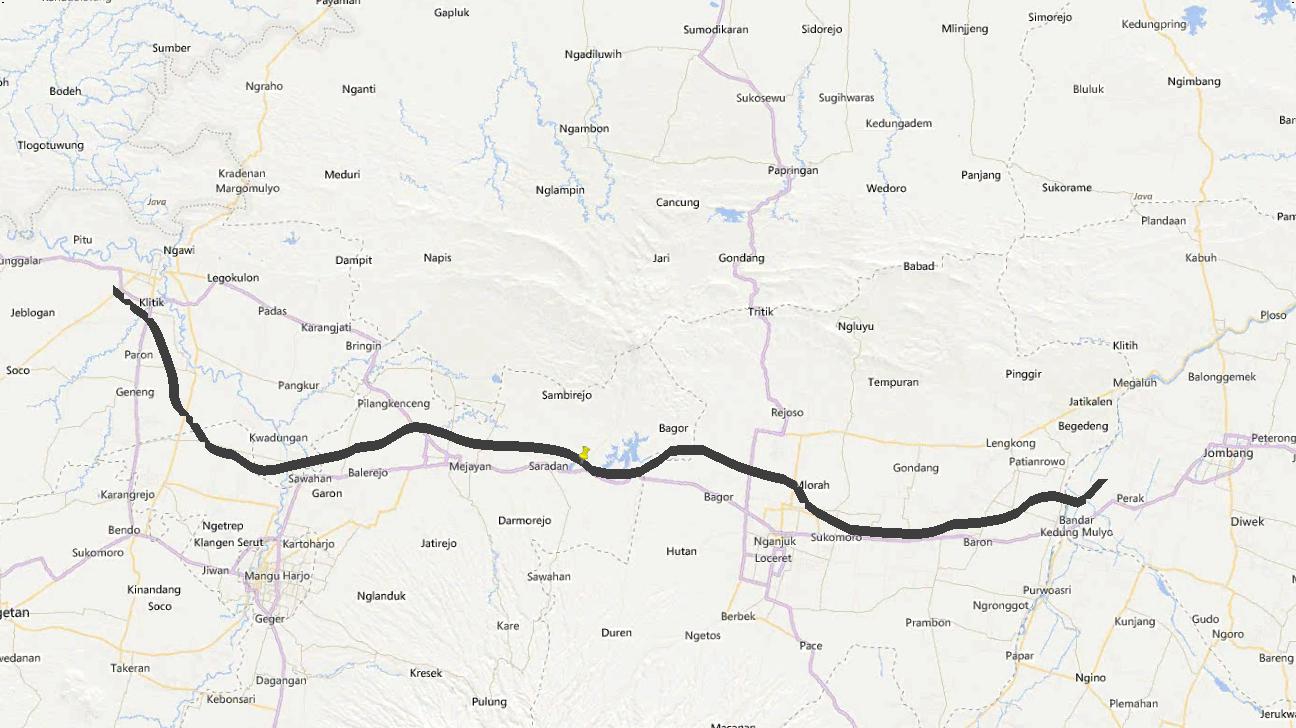 Gapluk
Sumodikaran
Sidorejo
Mlinjjeng
Simorejo
Kedungpring
Sumber
Ngadiluwih
Ngraho
Nganti
Bodeh
Sukosewu
Sugihwaras
Bluluk
Ngimbang
Ngambon
Kedungadem
Tlogotuwung
Kradenan
Margomulyo
Meduri
Nglampin
Papringan
Wedoro
Panjang
Sukorame
Java
Java
Cancung
Plandaan
Pitu
Ngawi
Dampit
Napis
Jari
Gondang
Babad
Kabuh
unggalar
Legokulon
Klitik
Jeblogan
Padas
Karangjati
Tritik
Ngluyu
Ploso
Bringin
Klitih
Paron
Soco
Geneng
Pangkur
Pilangkenceng
Sambirejo
Tempuran
Pinggir
Megaluh
Balonggemek
Rejoso
Jatikalen
Begedeng
Bagor
Kwadungan
Gondang
Lengkong
Patianrowo
Peterong
Jombang
Sawahan
Balerejo
Mejayan
Saradan
Garon
Karangrejo
Bagor
Morah
Perak
Bendo
Ngetrep
Darmorejo
Bandar
Kedung Mulyo
Diwek
Sukomoro
Klangen Serut
Kartoharjo
Jatirejo
Hutan
Nganjuk
Loceret
Sukomoro
Baron
Jiwan
Mangu Harjo
Sawahan
Kinandang
Soco
Nglanduk
Purwoasri
Ngronggot
getan
Geger
Kare
Duren
Ngetos
Berbek
Pace
Prambon
Kunjang
Gudo
Ngoro
wedanan
Takeran
Kresek
Papar
Bareng
Dagangan
Kebonsari
Pulung
Ngino
Plemahan
Jerukwa